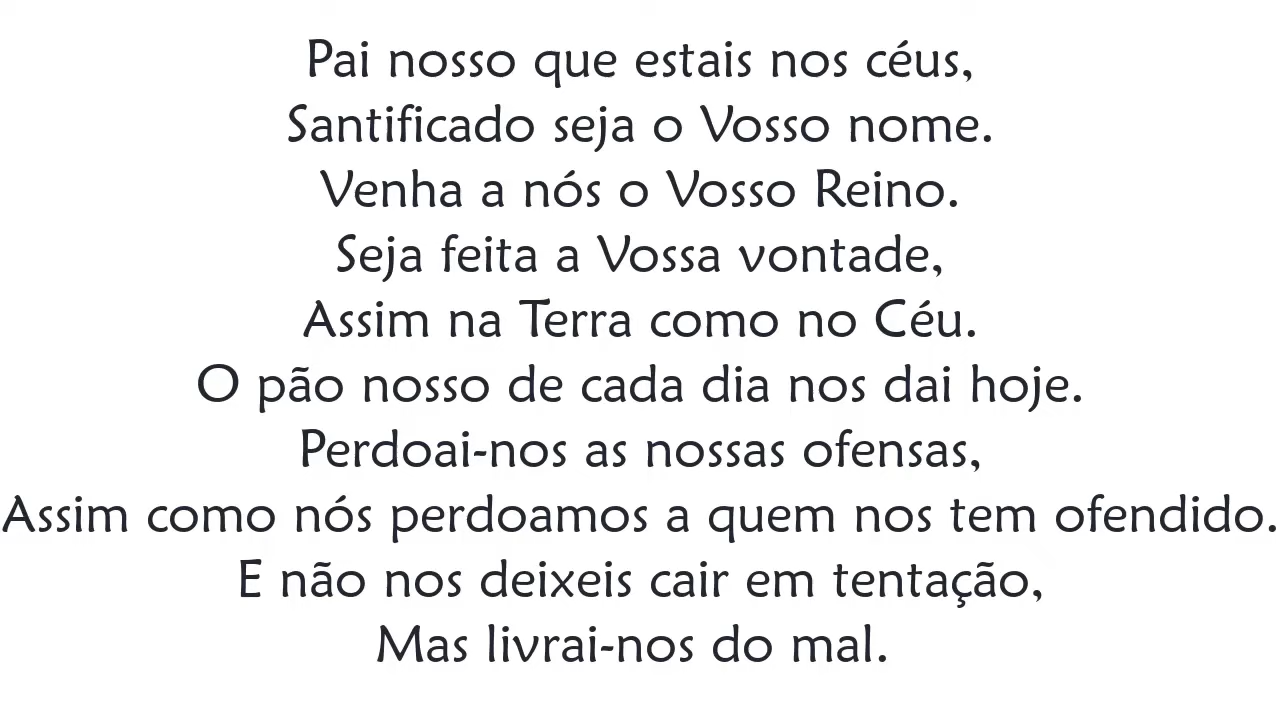 Pai nosso que estais nos céus,
Santificado seja o Vosso nome.
Venha a nós o Vosso Reino.
Seja feita a Vossa vontade,
Assim na Terra como no Céu.
O pão nosso de cada dia nos dai hoje.
Perdoai-nos as nossas ofensas,
Assim como nós perdoamos a quem nos tem ofendido.
E não nos deixeis cair em tentação,
Mas livrai-nos do mal.